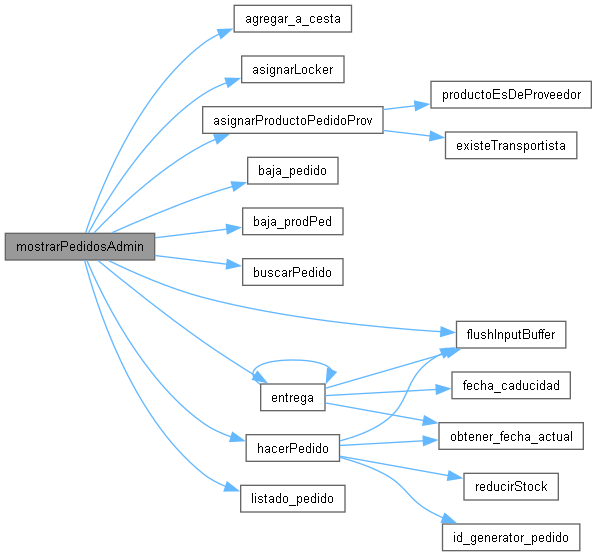 agregar_a_cesta
asignarLocker
productoEsDeProveedor
asignarProductoPedidoProv
existeTransportista
baja_pedido
baja_prodPed
mostrarPedidosAdmin
buscarPedido
flushInputBuffer
fecha_caducidad
entrega
obtener_fecha_actual
hacerPedido
reducirStock
listado_pedido
id_generator_pedido